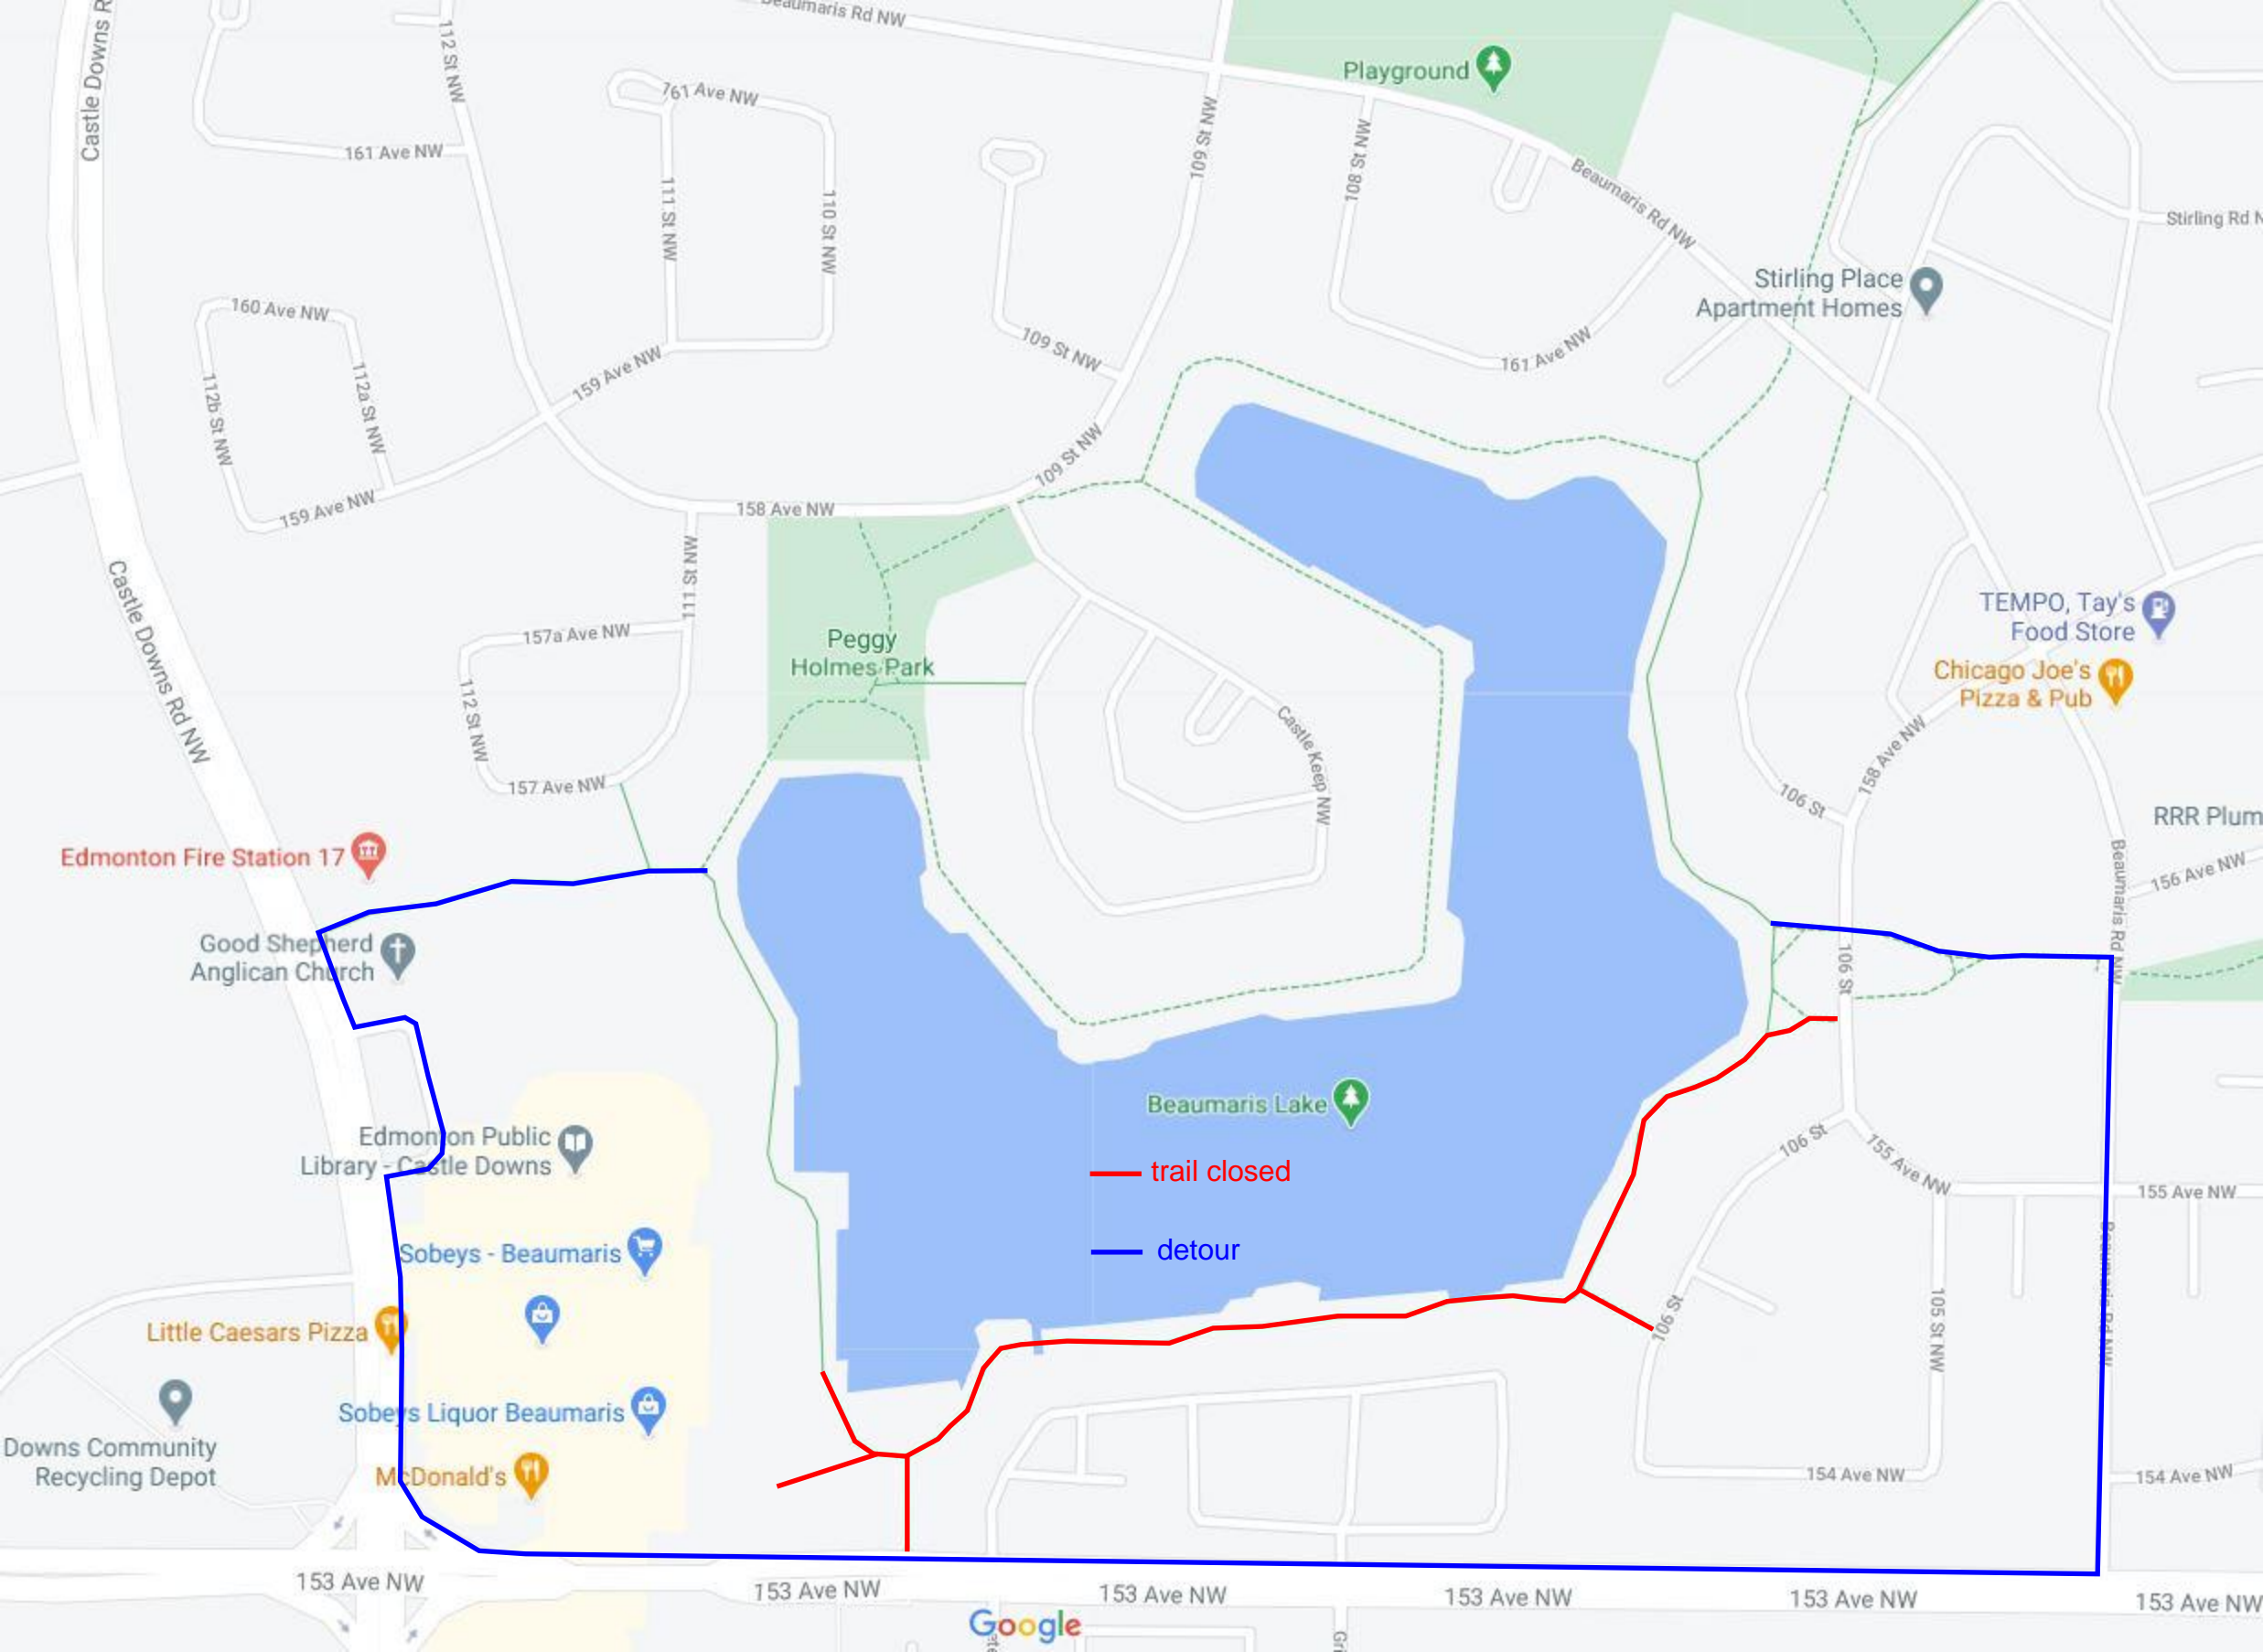 Beaumaris Rd NW
Castle Downs R
112 St NW
Playground
761 Ave NW
109 St NW
108 St NW
161 Ave NW
Beaumaris Rd NW
111 St NW
110 St NW
Stirling Rd N
Stirling Place
Apartment Homes
160 Ave NW
109 St NW
161 Ave NW
159 Ave NW
112b St NW
112a St NW
109 St NW
159 Ave NW
158 Ave NW
Castle Downs Rd NW
111 St NW
TEMPO, Tay's
Food Store
157a Ave NW
Peggy
Holmes Park
Chicago Joe's
Pizza & Pub
112 St NW
Castle Keep NW
158 Ave NW
157 Ave NW
106 St
RRR Plum
Edmonton Fire Station 17
Beaumaris Rd NW
156 Ave NW
Good Shepherd
Anglican Church
106 St
Beaumaris Lake
Edmonton Public
Library - Castle Downs
106 St
155 Ave NW
trail closed
155 Ave NW
Sobeys - Beaumaris
detour
Beaumaris Rd NW
Little Caesars Pizza
106 St
105 St NW
Sobeys Liquor Beaumaris
Downs Community
Recycling Depot
McDonald's
154 Ave NW
154 Ave NW
153 Ave NW
153 Ave NW
153 Ave NW
153 Ave NW
153 Ave NW
153 Ave NW
Google